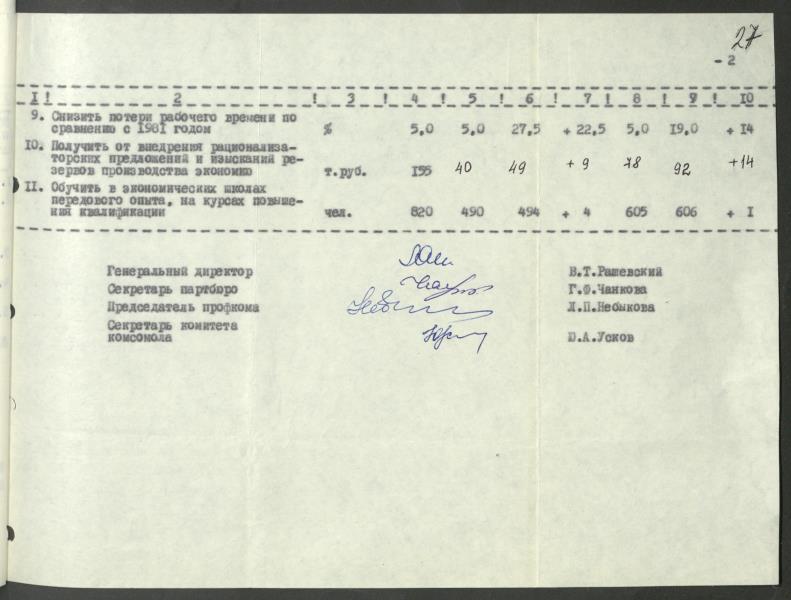 27
- 2
I ! 2 ! 3 ! 4 ! 5 ! 6 ! 7 ! 8 ! 9 ! 10
9. Снизить потери рабочего времени по
сравнению с 1981 годом % 5,0 5,0 27,5 + 22,5 5,0 19,0 + 14
10. Получить от внедрения рационализа-
торских предложений и изысканий ре-
зервов производства экономию т.руб. 155 40 49 + 9 78 92 +14
II. Обучить в экономических школах
передового опыта, на курсах повыше-
ния квалификации чел. 820 490 494 + 4 605 606 + I
Генеральный директор В.Т.Рашевский
Секретарь партбюро Г.Ф.Чанкова
Председатель профкома Л.П.Небыкова
Секретарь комитета
комсомола Ю.А.Усков